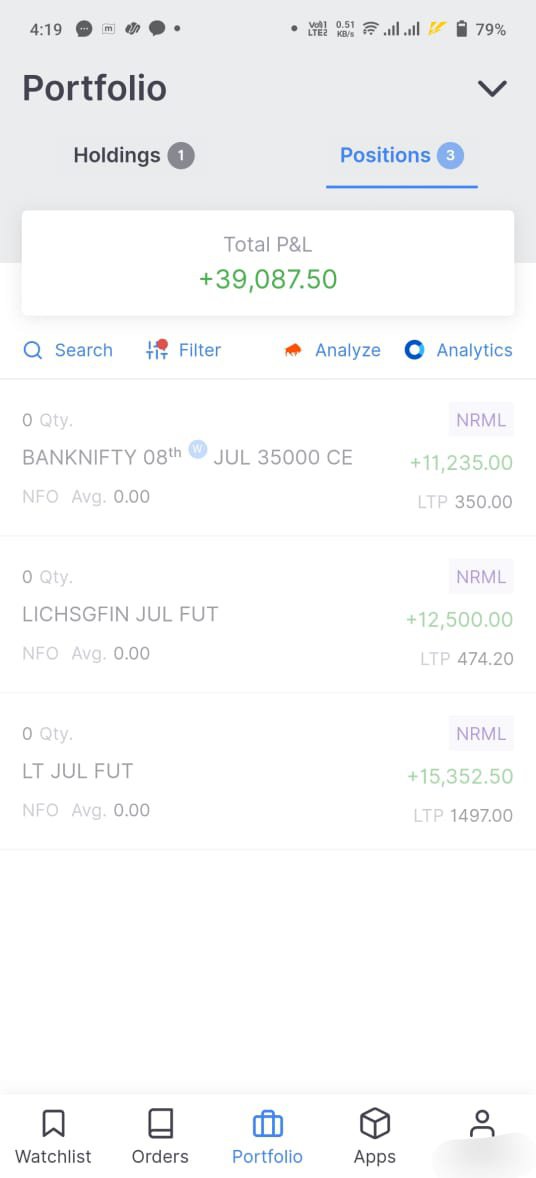 4:19 m Vo1 LTE2 0.51 KB/s 79%
Portfolio
Holdings 1 Positions 3
Total P&L
+39,087.50
Search Filter Analyze Analytics
0 Qty. NRML
BANKNIFTY 08th W JUL 35000 CE +11,235.00
NFO Avg. 0.00 LTP 350.00
0 Qty. NRML
LICHSGFIN JUL FUT +12,500.00
NFO Avg. 0.00 LTP 474.20
0 Qty. NRML
LT JUL FUT +15,352.50
NFO Avg. 0.00 LTP 1497.00
Watchlist Orders Portfolio Apps